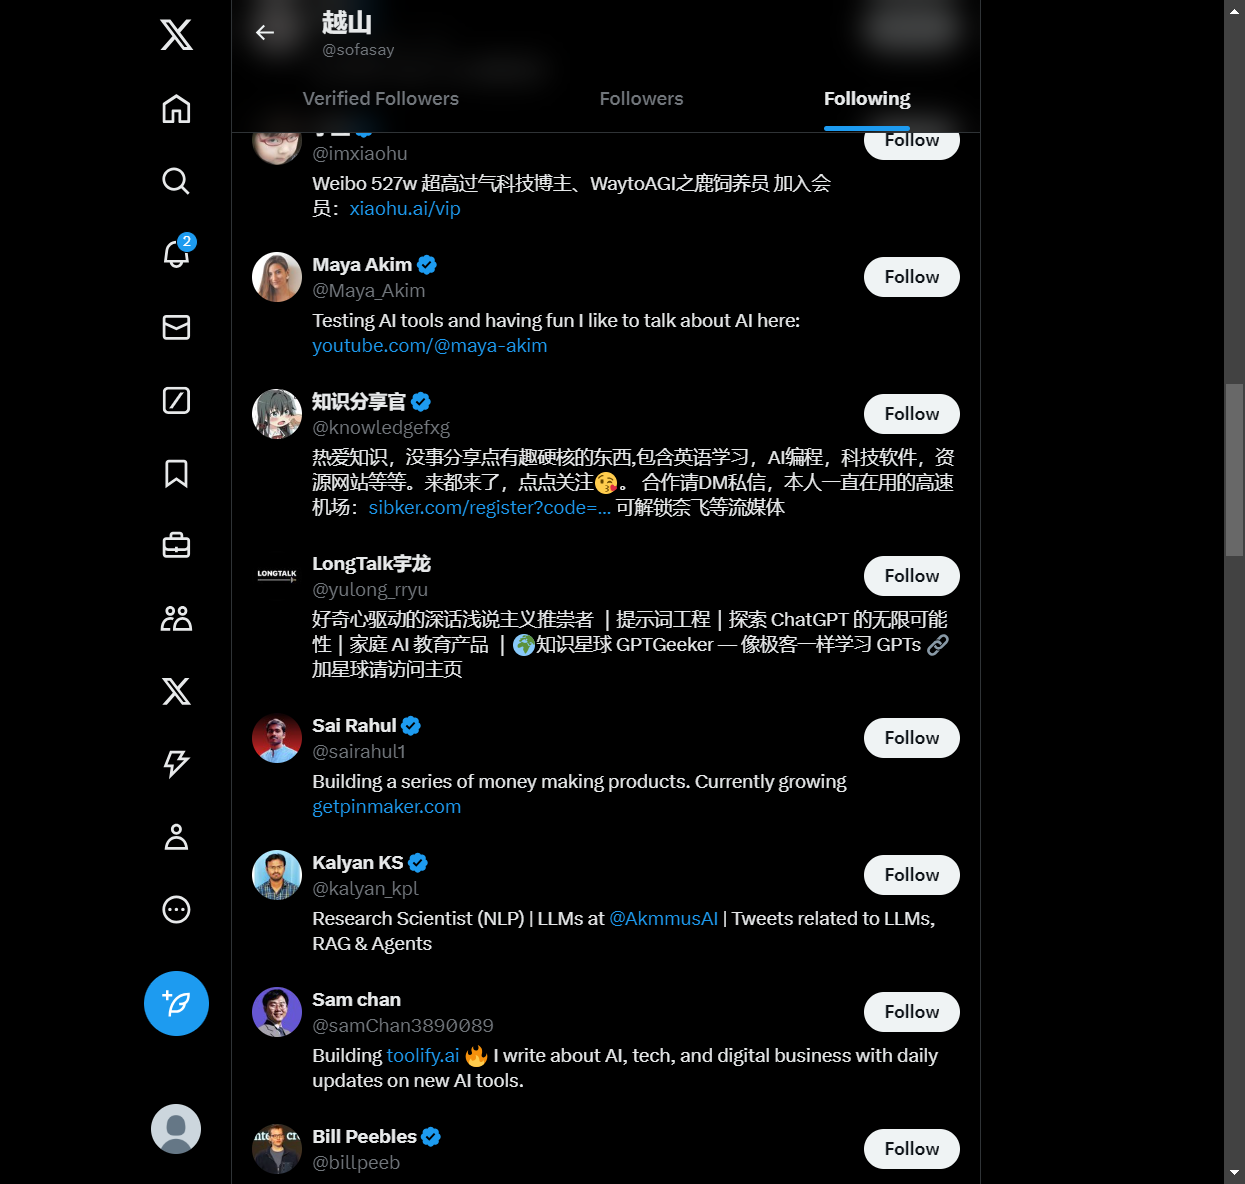 越山
@sofasay
Verified Followers
Followers
Following
@imxiaohu
Follow
Weibo 527w 超高过气科技博主、WaytoAGI之鹿饲养员 加入会
员：xiaohu.ai/vip
2
Maya Akim
@Maya_Akim
Follow
Testing AI tools and having fun I like to talk about AI here:
youtube.com/@maya-akim
知识分享官
@knowledgefxg
Follow
热爱知识，没事分享点有趣硬核的东西,包含英语学习，AI编程，科技软件，资
源网站等等。来都来了，点点关注😘。 合作请DM私信，本人一直在用的高速
机场：sibker.com/register?code=… 可解锁奈飞等流媒体
LONGTALK
LongTalk宇龙
@yulong_rryu
Follow
好奇心驱动的深话浅说主义推崇者 ｜提示词工程｜探索 ChatGPT 的无限可能
性｜家庭 AI 教育产品 ｜🌍知识星球 GPTGeeker — 像极客一样学习 GPTs 🔗
加星球请访问主页
Sai Rahul
@sairahul1
Follow
Building a series of money making products. Currently growing
getpinmaker.com
Kalyan KS
@kalyan_kpl
Follow
Research Scientist (NLP) | LLMs at @AkmmusAI | Tweets related to LLMs,
RAG & Agents
Sam chan
@samChan3890089
Follow
Building toolify.ai 🔥 I write about AI, tech, and digital business with daily
updates on new AI tools.
Bill Peebles
@billpeeb
Follow